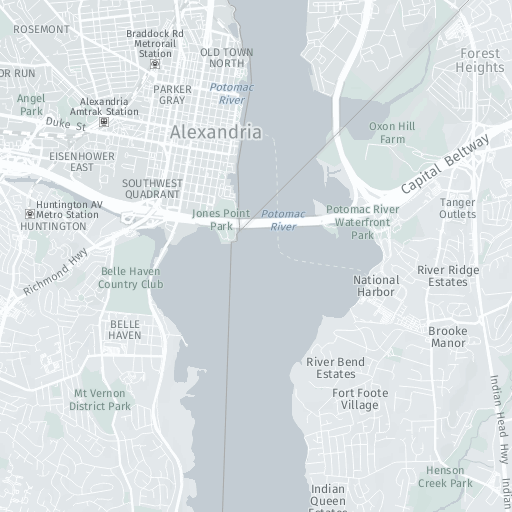 ROSEMONT
Braddock Rd
Metrorail
Station
OLD TOWN
NORTH
Forest
Heights
OR RUN
PARKER
GRAY
Potomac
River
Angel
Park
Alexandria
Amtrak Station
Duke St
Alexandria
Oxon Hill
Farm
EISENHOWER
EAST
Capital Beltway
SOUTHWEST
QUADRANT
Huntington AV
Metro Station
HUNTINGTON
Jones Point
Park
Potomac
River
Potomac River
Waterfront
Park
Tanger
Outlets
Richmond Hwy
Belle Haven
Country Club
National
Harbor
River Ridge
Estates
BELLE
HAVEN
Brooke
Manor
River Bend
Estates
Mt Vernon
District Park
Fort Foote
Village
Indian Head Hwy
Henson
Creek Park
Indian
Queen
Estates
Indian